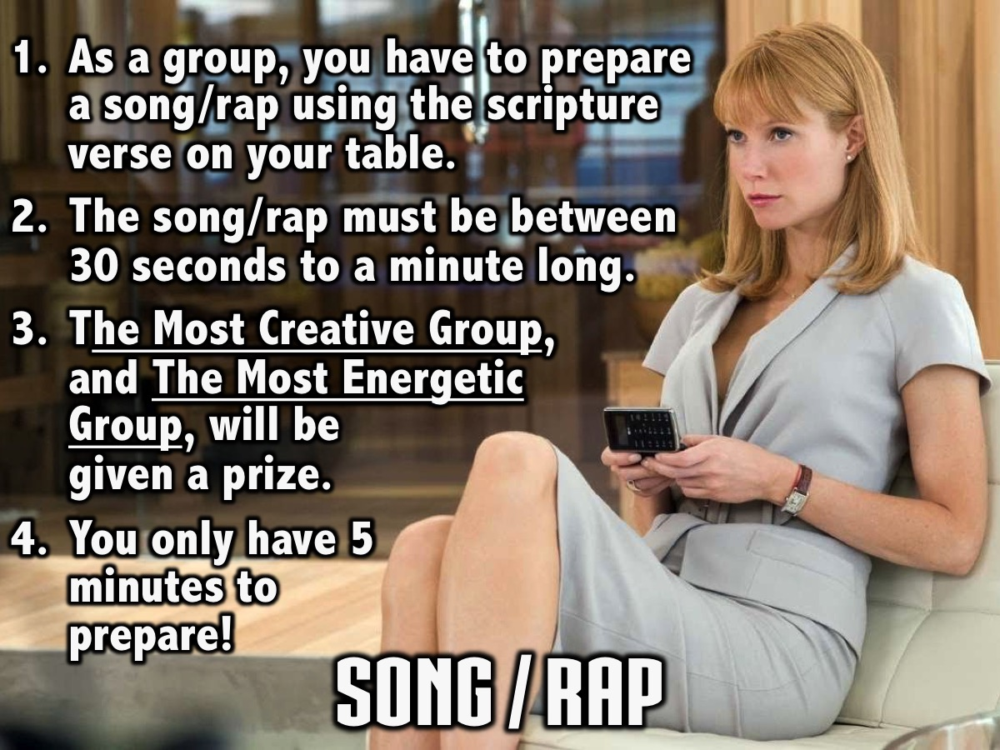 1. As a group, you have to prepare
a song/rap using the scripture
verse on your table.
2. The song/rap must be between
30 seconds to a minute long.
3. The Most Creative Group,
and The Most Energetic
Group, will be
given a prize.
4. You only have 5
minutes to
prepare!
SONG / RAP